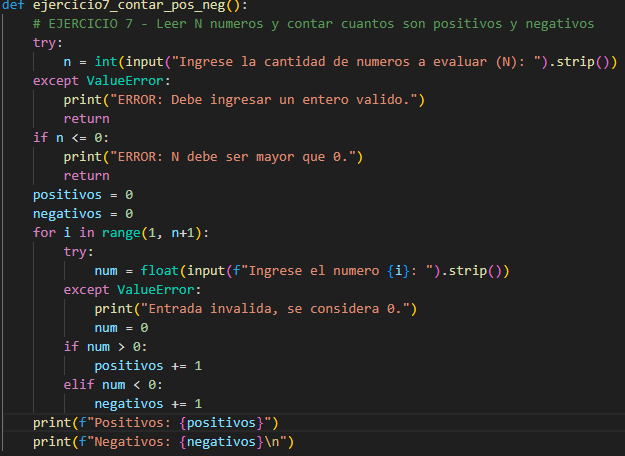 def ejercicio7_contar_pos_neg():
    # EJERCICIO 7 - Leer N numeros y contar cuantos son positivos y negativos
    try:
        n = int(input("Ingrese la cantidad de numeros a evaluar (N): ").strip())
    except ValueError:
        print("ERROR: Debe ingresar un entero valido.")
        return
    if n <= 0:
        print("ERROR: N debe ser mayor que 0.")
        return
    positivos = 0
    negativos = 0
    for i in range(1, n+1):
        try:
            num = float(input(f"Ingrese el numero {i}: ").strip())
        except ValueError:
            print("Entrada invalida, se considera 0.")
            num = 0
        if num > 0:
            positivos += 1
        elif num < 0:
            negativos += 1
    print(f"Positivos: {positivos}")
    print(f"Negativos: {negativos}\n")